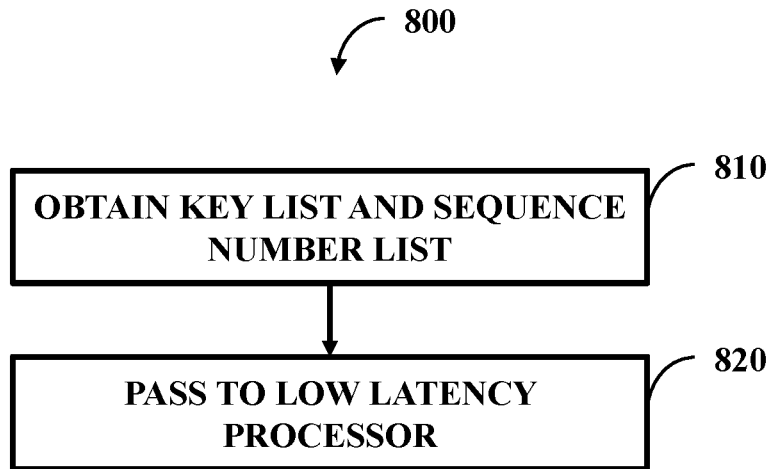 800
810
OBTAIN KEY LIST AND SEQUENCE
NUMBER LIST
820
PASS TO LOW LATENCY
PROCESSOR